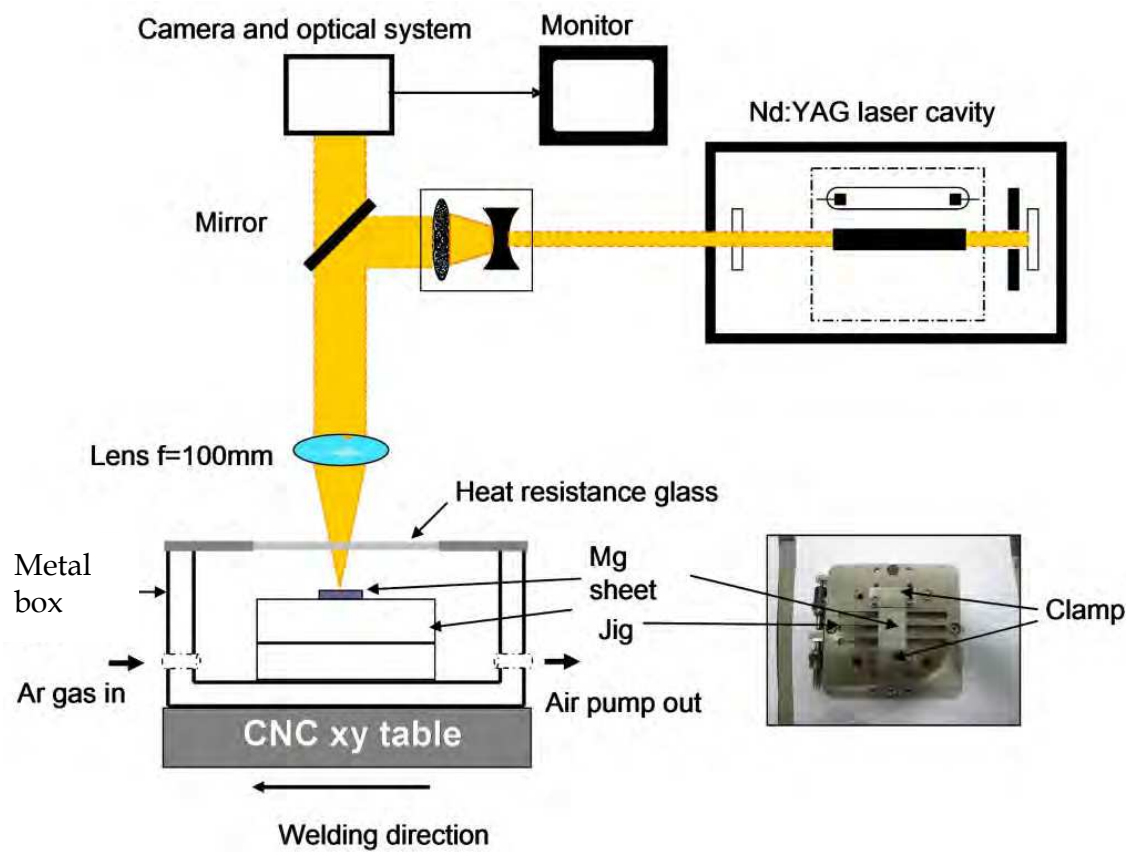 Camera and optical system
Monitor
Nd:YAG laser cavity
Mirror
Lens f=100mm
Heat resistance glass
Metal
box
Mg
sheet
Jig
Clamp
Ar gas in
Air pump out
CNC xy table
Welding direction